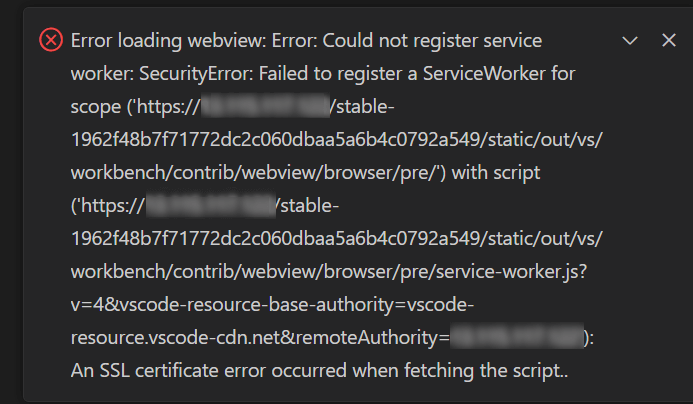 Error loading webview: Error: Could not register service
worker: SecurityError: Failed to register a ServiceWorker for
scope ('https:// /stable-
1962f48b7f71772dc2c060dbaa5a6b4c0792a549/static/out/vs/
workbench/contrib/webview/browser/pre/') with script
('https:// /stable-
1962f48b7f71772dc2c060dbaa5a6b4c0792a549/static/out/vs/
workbench/contrib/webview/browser/pre/service-worker.js?
v=4&vscode-resource-base-authority=vscode-
resource.vscode-cdn.net&remoteAuthority= ):
An SSL certificate error occurred when fetching the script..